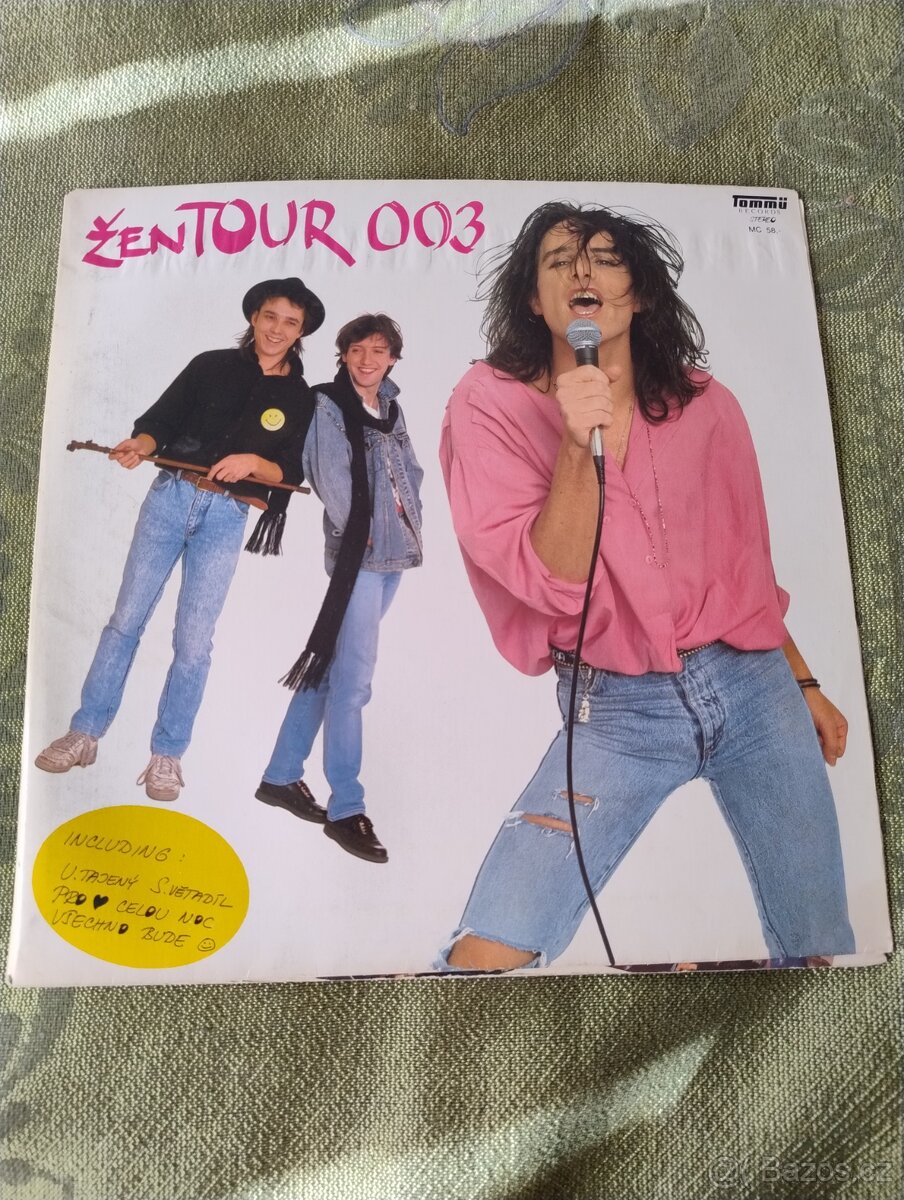 ŽENTOUR 003
Tommü
RECORDS
STEREO
MC 58,-
INCLUDING:
U.TAJENÝ S.VĚTADÍL
PRO ♥ CELOU NOC
VŠECHNO BUDE ☺
Bazos.cz